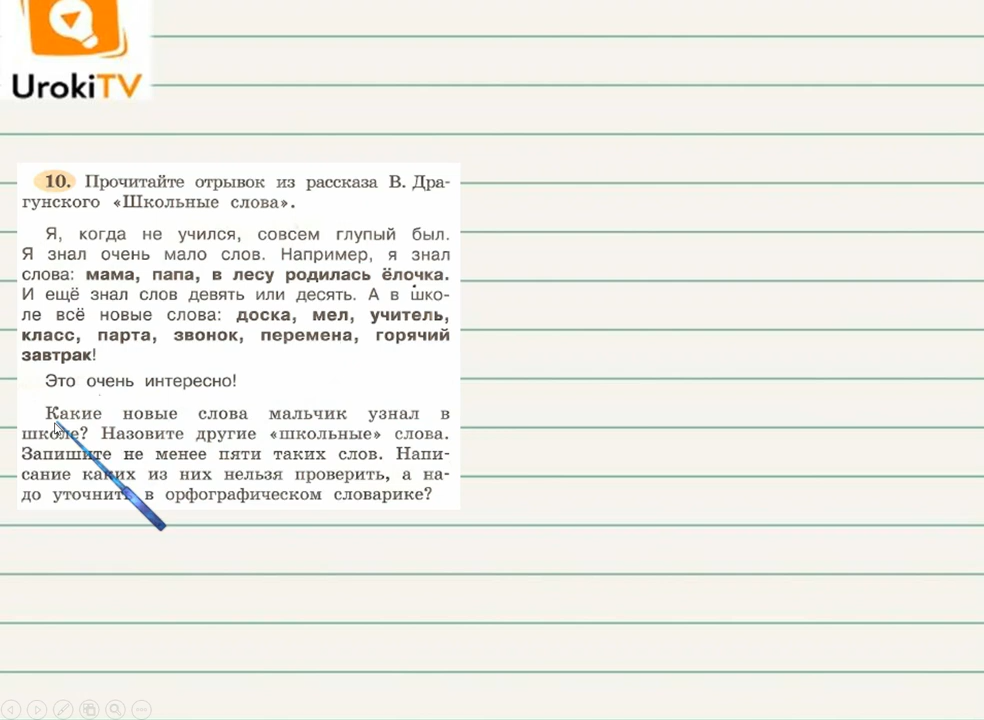 UrokiTV
10. Прочитайте отрывок из рассказа В. Дра-
гунского «Школьные слова».
Я, когда не учился, совсем глупый был.
Я знал очень мало слов. Например, я знал
слова: мама, папа, в лесу родилась ёлочка.
И ещё знал слов девять или десять. А в шко-
ле всё новые слова: доска, мел, учитель,
класс, парта, звонок, перемена, горячий
завтрак!
Это очень интересно!
Какие новые слова мальчик узнал в
школе? Назовите другие «школьные» слова.
Запишите не менее пяти таких слов. Напи-
сание каких из них нельзя проверить, а на-
до уточнить в орфографическом словарике?